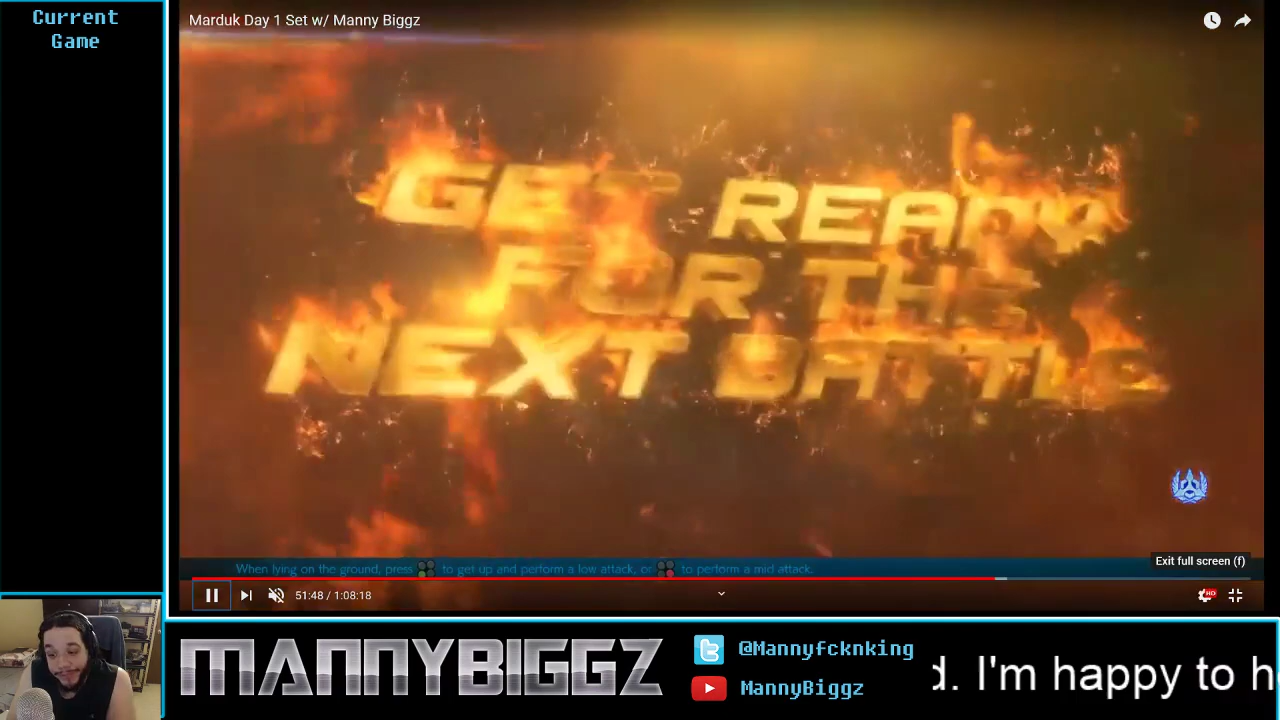 Current
Game
Marduk Day 1 Set w/ Manny Biggz
GET READY
FOR THE
NEXT BATTLE
Exit full screen (f)
When lying on the ground, press to get up and perform a low attack, or to perform a mid attack.
51:48 / 1:08:18
HD
MANNYBIGGZ
@Mannyfcknking
MannyBiggz
d. I'm happy to h